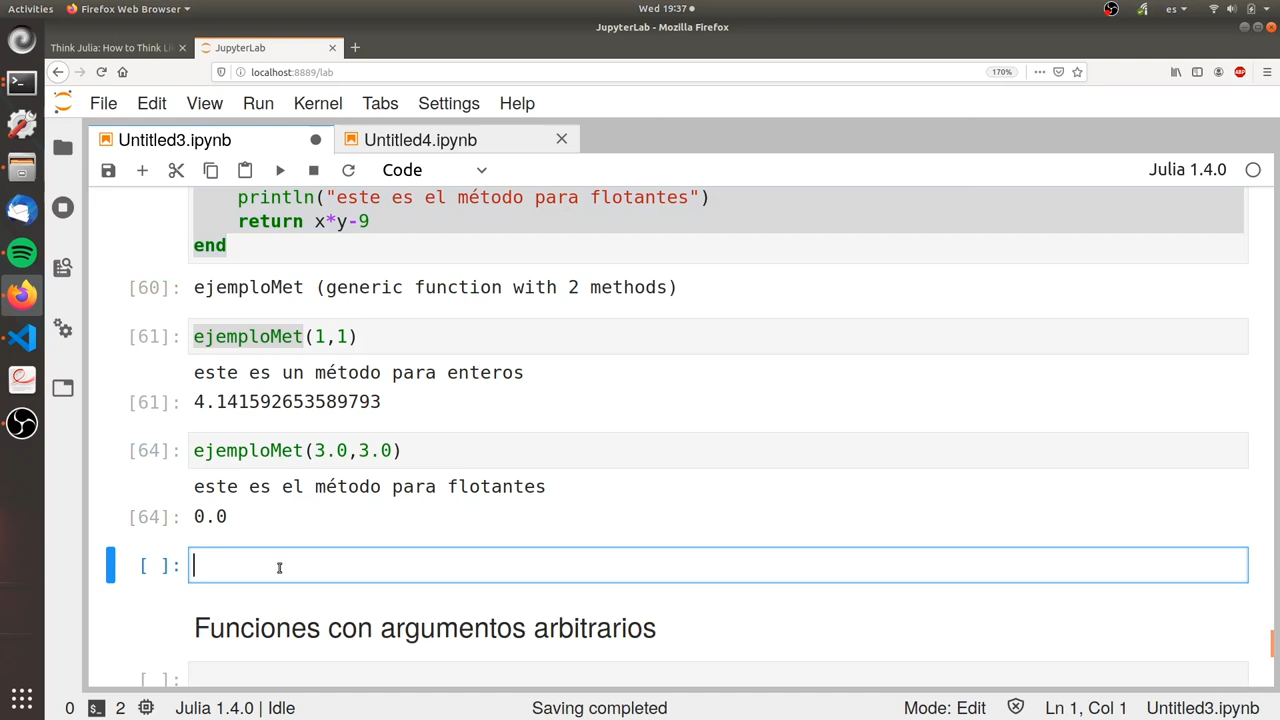 Activities Firefox Web Browser Wed 19:37 es
JupyterLab - Mozilla Firefox
Think Julia: How to Think Li JupyterLab
localhost:8889/lab 170%
File Edit View Run Kernel Tabs Settings Help
Untitled3.ipynb Untitled4.ipynb
Code Julia 1.4.0
println("este es el método para flotantes")
return x*y-9
end
[60]: ejemploMet (generic function with 2 methods)
[61]: ejemploMet(1,1)
este es un método para enteros
[61]: 4.141592653589793
[64]: ejemploMet(3.0,3.0)
este es el método para flotantes
[64]: 0.0
[ ]:
Funciones con argumentos arbitrarios
[ ]:
0 2 Julia 1.4.0 | Idle Saving completed Mode: Edit Ln 1, Col 1 Untitled3.ipynb